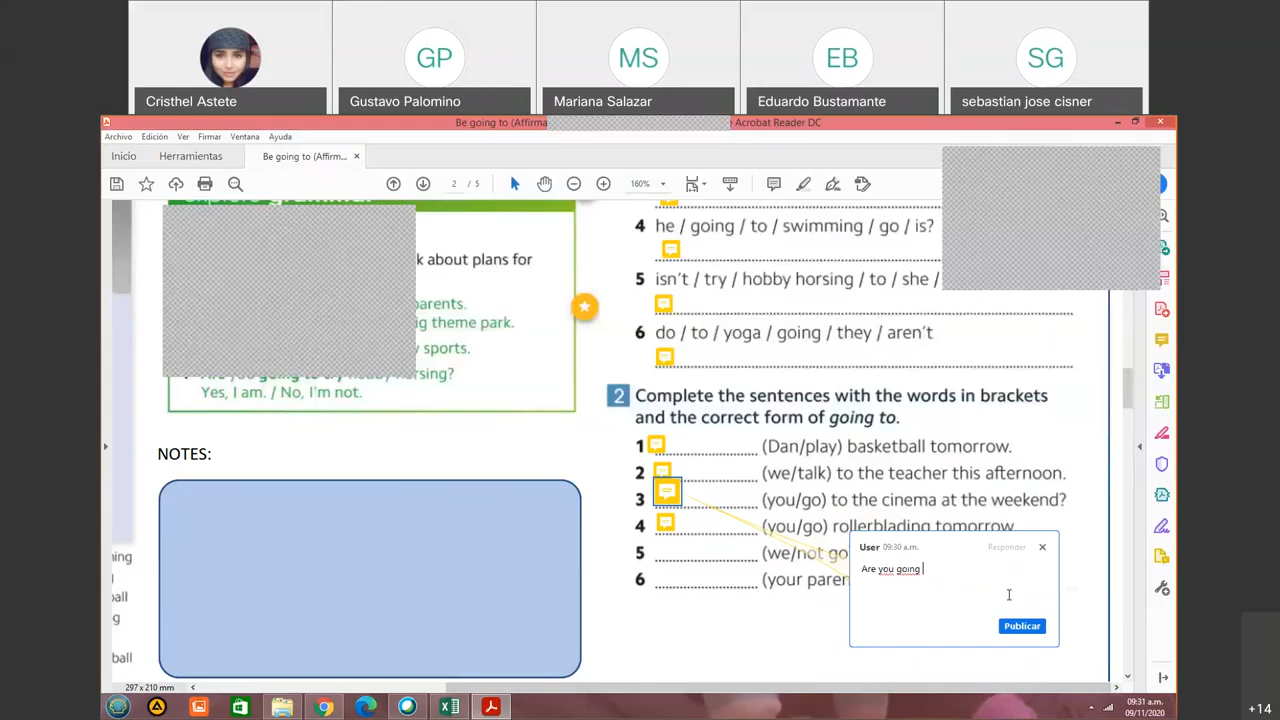 GP
MS
EB
SG
Cristhel Astete
Gustavo Palomino
Mariana Salazar
Eduardo Bustamante
sebastian jose cisner
Be going to (Affirma
e Acrobat Reader DC
Archivo Edición Ver Firmar Ventana Ayuda
Inicio Herramientas Be going to (Affirm...
2 / 5
160%
explore grammar
k about plans for
parents.
ig theme park.
y sports.
Yes, I am. / No, I'm not.
NOTES:
4 he / going / to / swimming / go / is?
5 isn't / try / hobby horsing / to / she /
6 do / to / yoga / going / they / aren't
2 Complete the sentences with the words in brackets
and the correct form of going to.
1 (Dan/play) basketball tomorrow.
2 (we/talk) to the teacher this afternoon.
3 (you/go) to the cinema at the weekend?
4 (you/go) rollerblading tomorrow
5 (we/not go
6 (your paren
User 09:30 a.m. Responder
Are you going
Publicar
ning
ball
g
ball
297 x 210 mm
09:31 a.m.
09/11/2020
+14